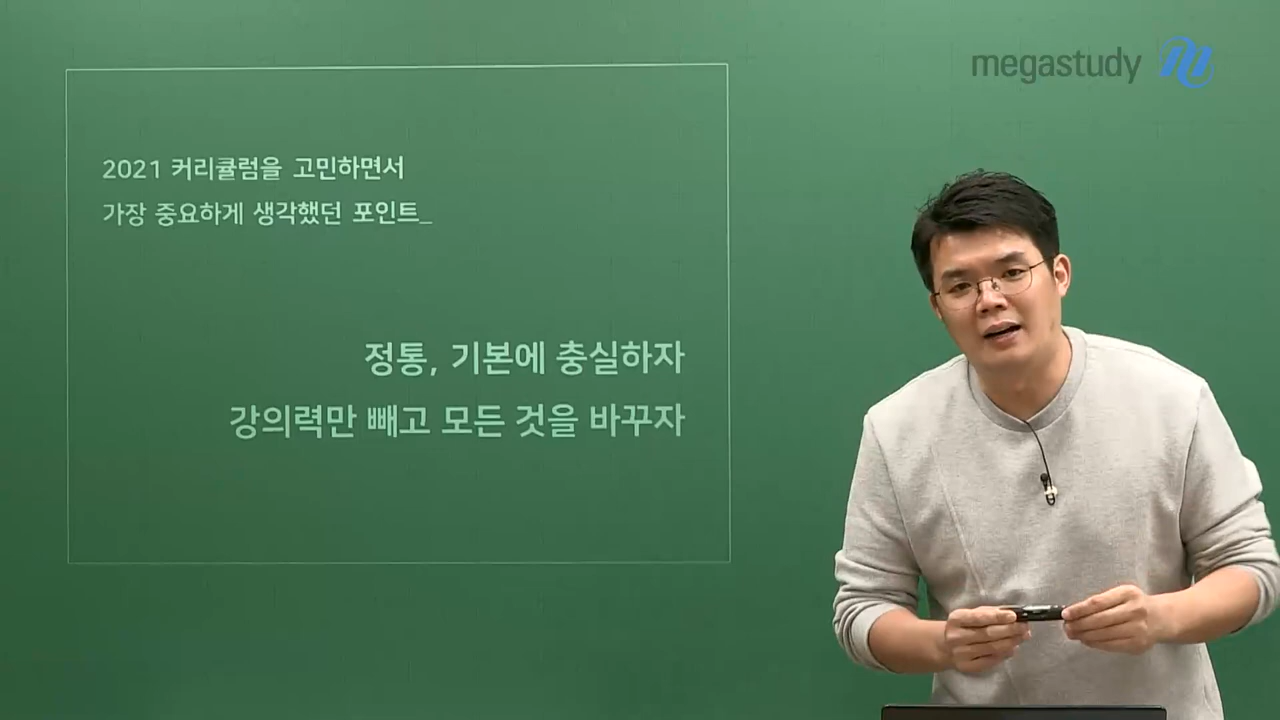 megastudy
2021 커리큘럼을 고민하면서
가장 중요하게 생각했던 포인트_
정통, 기본에 충실하자
강의력만 빼고 모든 것을 바꾸자